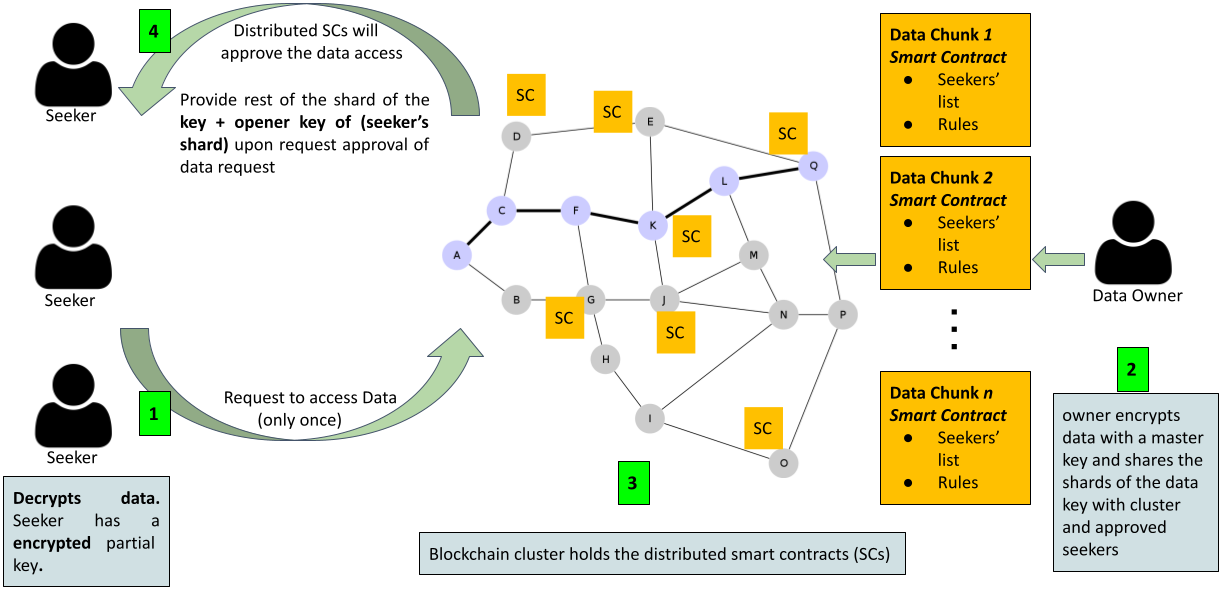 4
Distributed SCs will
approve the data access
Seeker
Provide rest of the shard of the
key + opener key of (seeker's
shard) upon request approval of
data request
Seeker
1
Request to access Data
(only once)
Seeker
Decrypts data.
Seeker has a
encrypted partial
key.
SC
SC
SC
D
E
Q
L
C
F
K
SC
A
M
B
G
J
SC
SC
N
P
H
I
SC
O
3
Blockchain cluster holds the distributed smart contracts (SCs)
Data Chunk 1
Smart Contract
● Seekers'
list
● Rules
Data Chunk 2
Smart Contract
● Seekers'
list
● Rules
Data Chunk n
Smart Contract
● Seekers'
list
● Rules
Data Owner
2
owner encrypts
data with a master
key and shares the
shards of the data
key with cluster
and approved
seekers